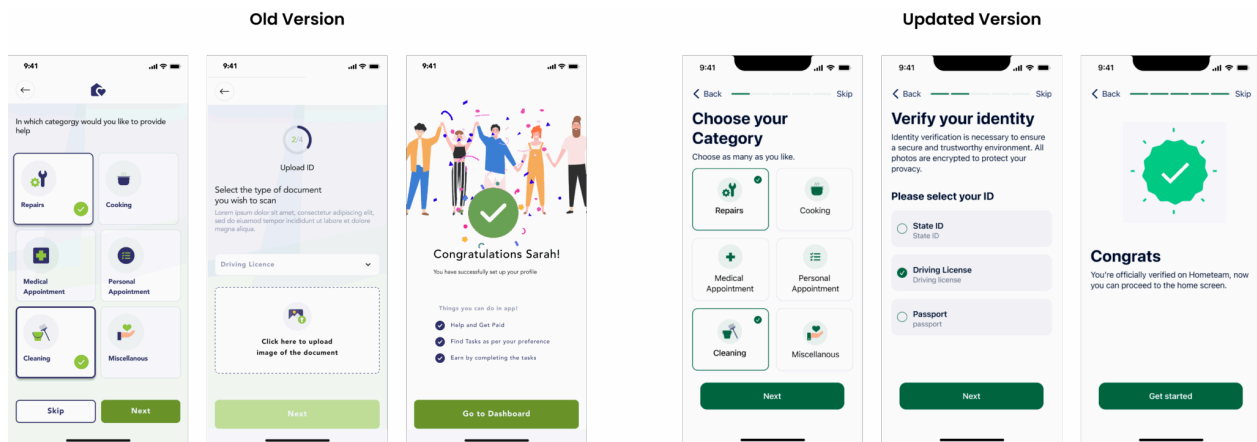 Old Version
Updated Version
9:41
In which categorgy would you like to provide
help
Repairs
Cooking
Medical
Appointment
Personal
Appointment
Cleaning
Miscellanous
Skip
Next
9:41
2/4
Upload ID
Select the type of document
you wish to scan
Lorem ipsum dolor sit amet, consectetur adipiscing elit,
sed do eiusmod tempor incididunt ut labore et dolore
magna aliqua.
Driving Licence
Click here to upload
image of the document
Next
9:41
Congratulations Sarah!
You have successfully set up your profile
Things you can do in app!
Help and Get Paid
Find Tasks as per your preference
Earn by completing the tasks
Go to Dashboard
9:41
Back
Skip
Choose your
Category
Choose as many as you like.
Repairs
Cooking
Medical
Appointment
Personal
Appointment
Cleaning
Miscellanous
Next
9:41
Back
Skip
Verify your identity
Identity verification is necessary to ensure
a secure and trustworthy environment. All
photos are encrypted to protect your
privacy.
Please select your ID
State ID
State ID
Driving License
Driving license
Passport
passport
Next
9:41
Back
Skip
Congrats
You're officially verified on Hometeam, now
you can proceed to the home screen.
Get started